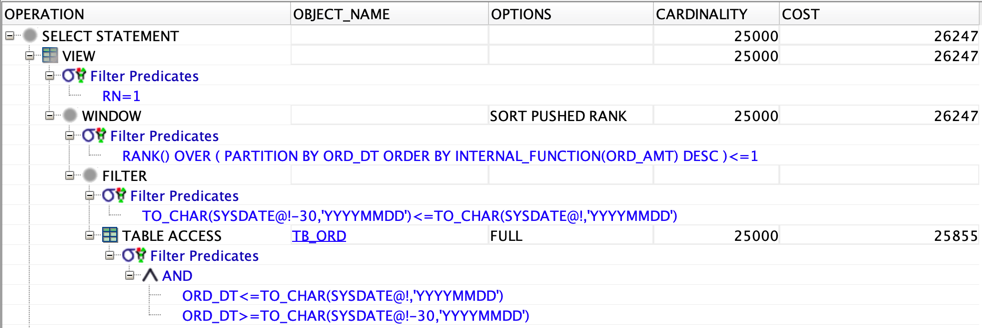 OPERATION OBJECT_NAME OPTIONS CARDINALITY COST
SELECT STATEMENT 25000 26247
VIEW 25000 26247
Filter Predicates
RN=1
WINDOW SORT PUSHED RANK 25000 26247
Filter Predicates
RANK() OVER ( PARTITION BY ORD_DT ORDER BY INTERNAL_FUNCTION(ORD_AMT) DESC )<=1
FILTER
Filter Predicates
TO_CHAR(SYSDATE@!-30,'YYYYMMDD')<=TO_CHAR(SYSDATE@!,'YYYYMMDD')
TABLE ACCESS TB_ORD FULL 25000 25855
Filter Predicates
AND
ORD_DT<=TO_CHAR(SYSDATE@!,'YYYYMMDD')
ORD_DT>=TO_CHAR(SYSDATE@!-30,'YYYYMMDD')